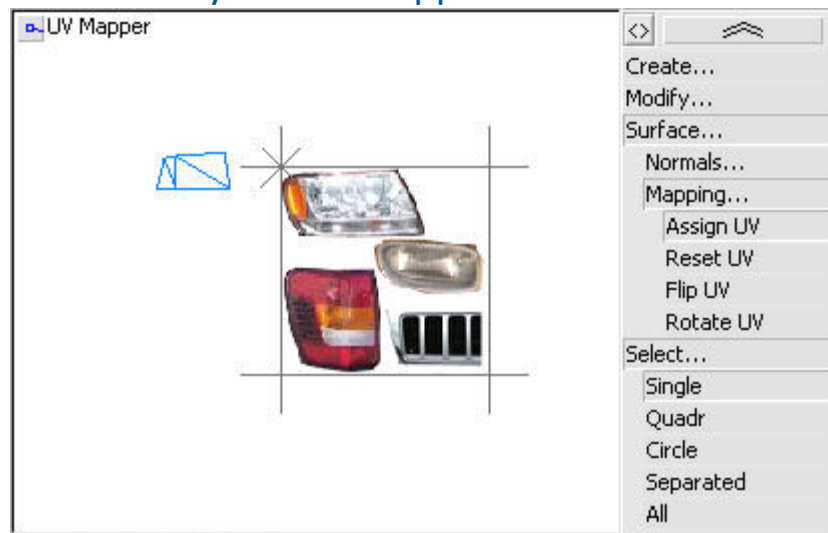 UV Mapper
<>
Create...
Modify...
Surface...
Normals...
Mapping...
Assign UV
Reset UV
Flip UV
Rotate UV
Select...
Single
Quadr
Circle
Separated
All